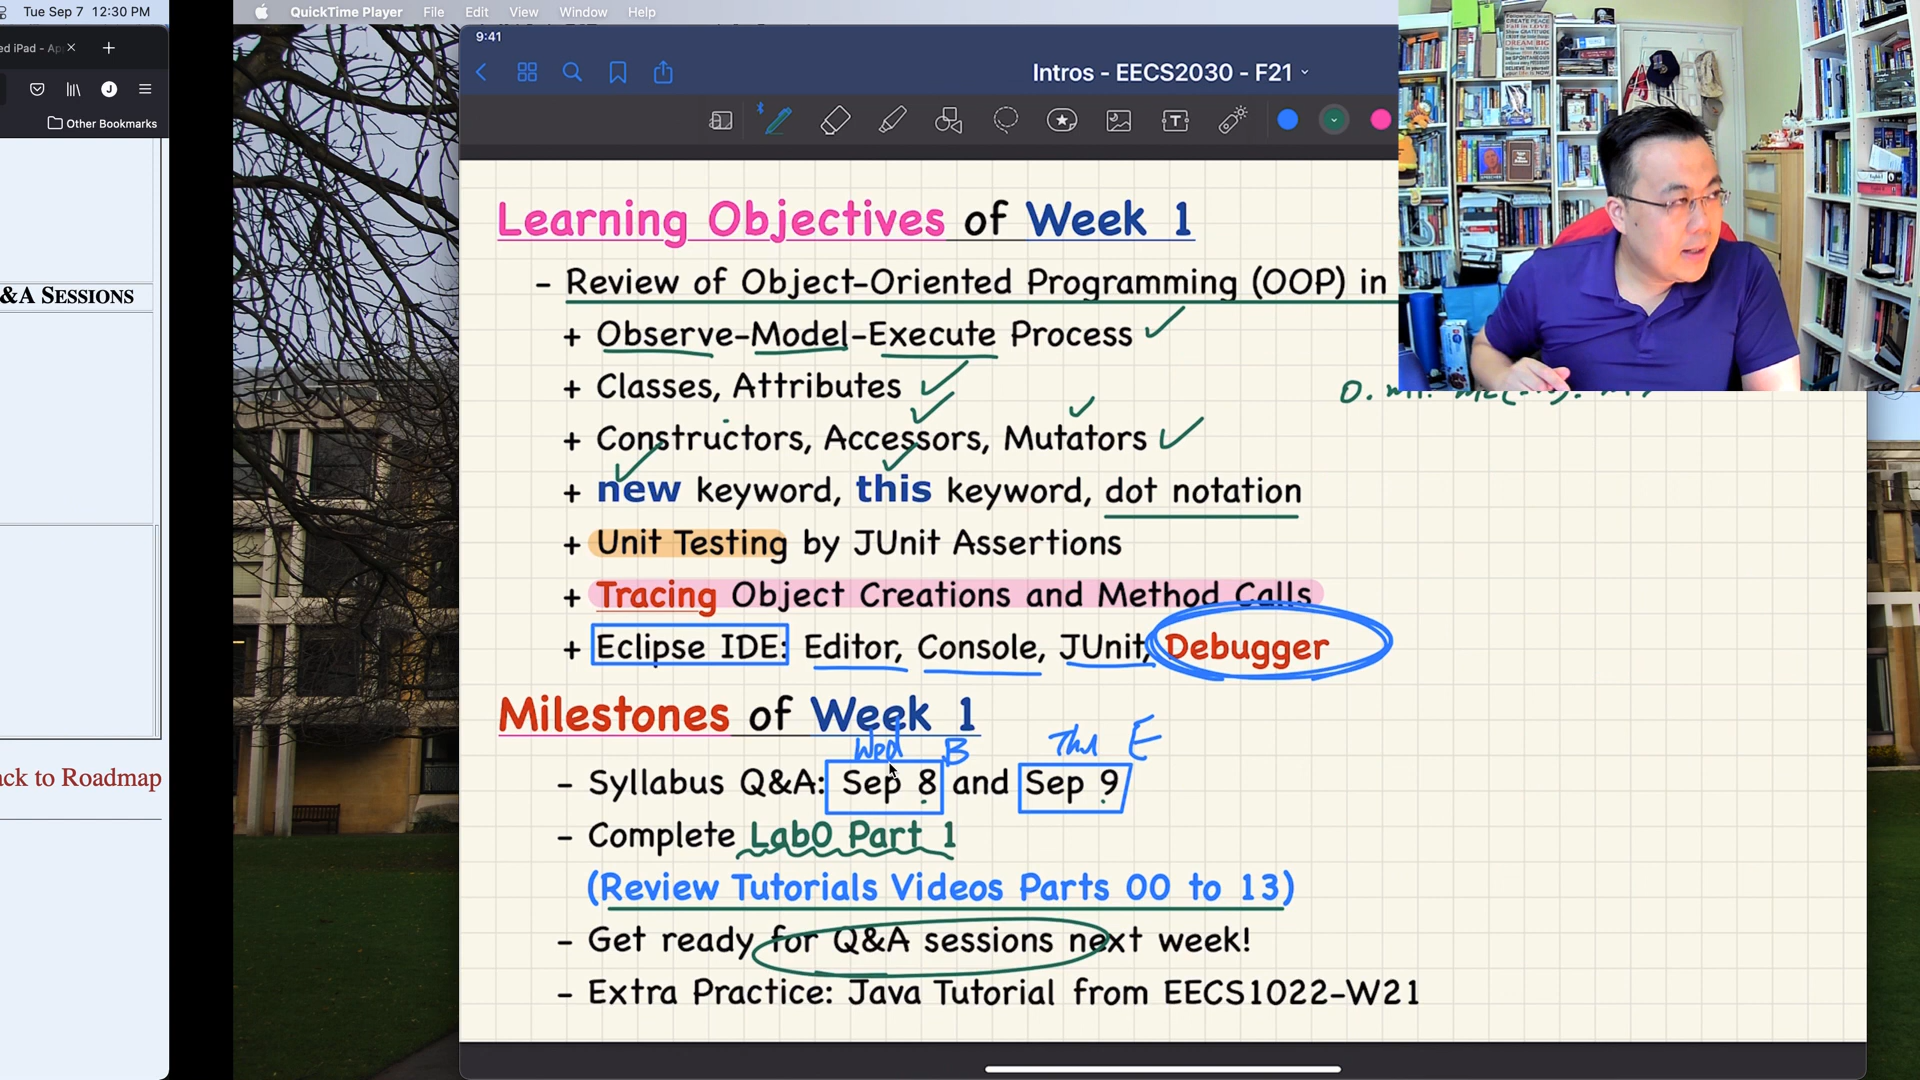 Tue Sep 7 12:30 PM
QuickTime Player File Edit View Window Help
ed iPad - Ap
Other Bookmarks
&A SESSIONS
ck to Roadmap
9:41
Intros - EECS2030 - F21
Learning Objectives of Week 1
- Review of Object-Oriented Programming (OOP) in
+ Observe-Model-Execute Process
+ Classes, Attributes
+ Constructors, Accessors, Mutators
+ new keyword, this keyword, dot notation
+ Unit Testing by JUnit Assertions
+ Tracing Object Creations and Method Calls
+ Eclipse IDE: Editor, Console, JUnit, Debugger
Milestones of Week 1
Wed B Thu E
- Syllabus Q&A: Sep 8 and Sep 9
- Complete Lab0 Part 1
(Review Tutorials Videos Parts 00 to 13)
- Get ready for Q&A sessions next week!
- Extra Practice: Java Tutorial from EECS1022-W21